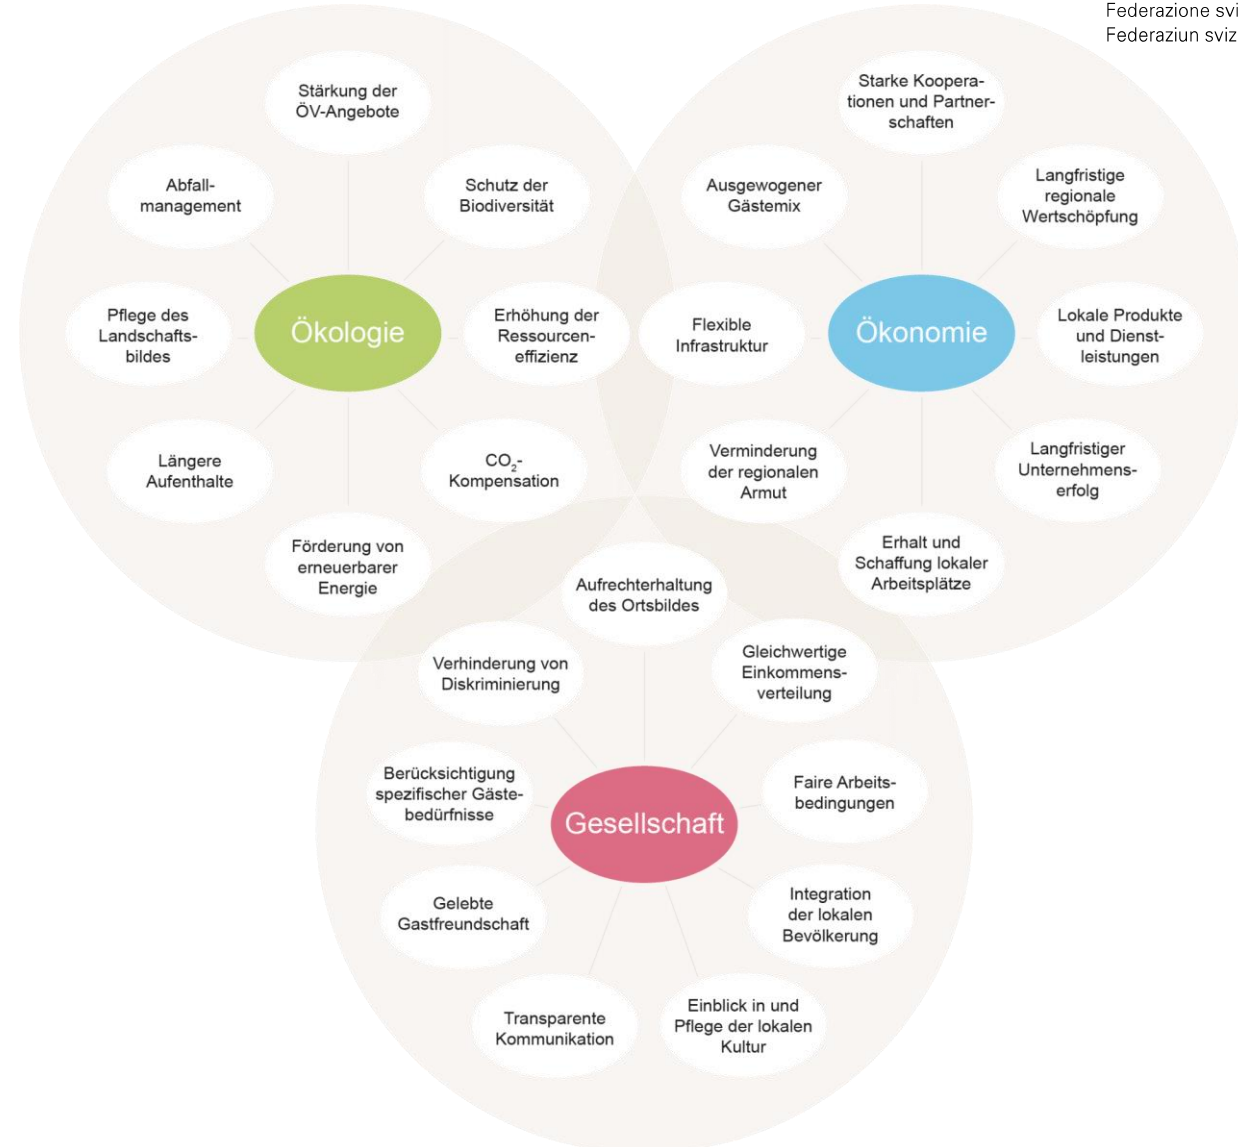 Federazione svi
Federaziun sviz
Stärkung der
ÖV-Angebote
Abfall-
management
Schutz der
Biodiversität
Pflege des
Landschafts-
bildes
Ökologie
Erhöhung der
Ressourcen-
effizienz
Längere
Aufenthalte
CO₂-
Kompensation
Förderung von
erneuerbarer
Energie
Starke Koopera-
tionen und Partner-
schaften
Ausgewogener
Gästemix
Langfristige
regionale
Wertschöpfung
Flexible
Infrastruktur
Ökonomie
Lokale Produkte
und Dienst-
leistungen
Verminderung
der regionalen
Armut
Langfristiger
Unternehmens-
erfolg
Erhalt und
Schaffung lokaler
Arbeitsplätze
Aufrechterhaltung
des Ortsbildes
Verhinderung von
Diskriminierung
Gleichwertige
Einkommens-
verteilung
Berücksichtigung
spezifischer Gäste-
bedürfnisse
Gesellschaft
Faire Arbeits-
bedingungen
Gelebte
Gastfreundschaft
Integration
der lokalen
Bevölkerung
Transparente
Kommunikation
Einblick in und
Pflege der lokalen
Kultur